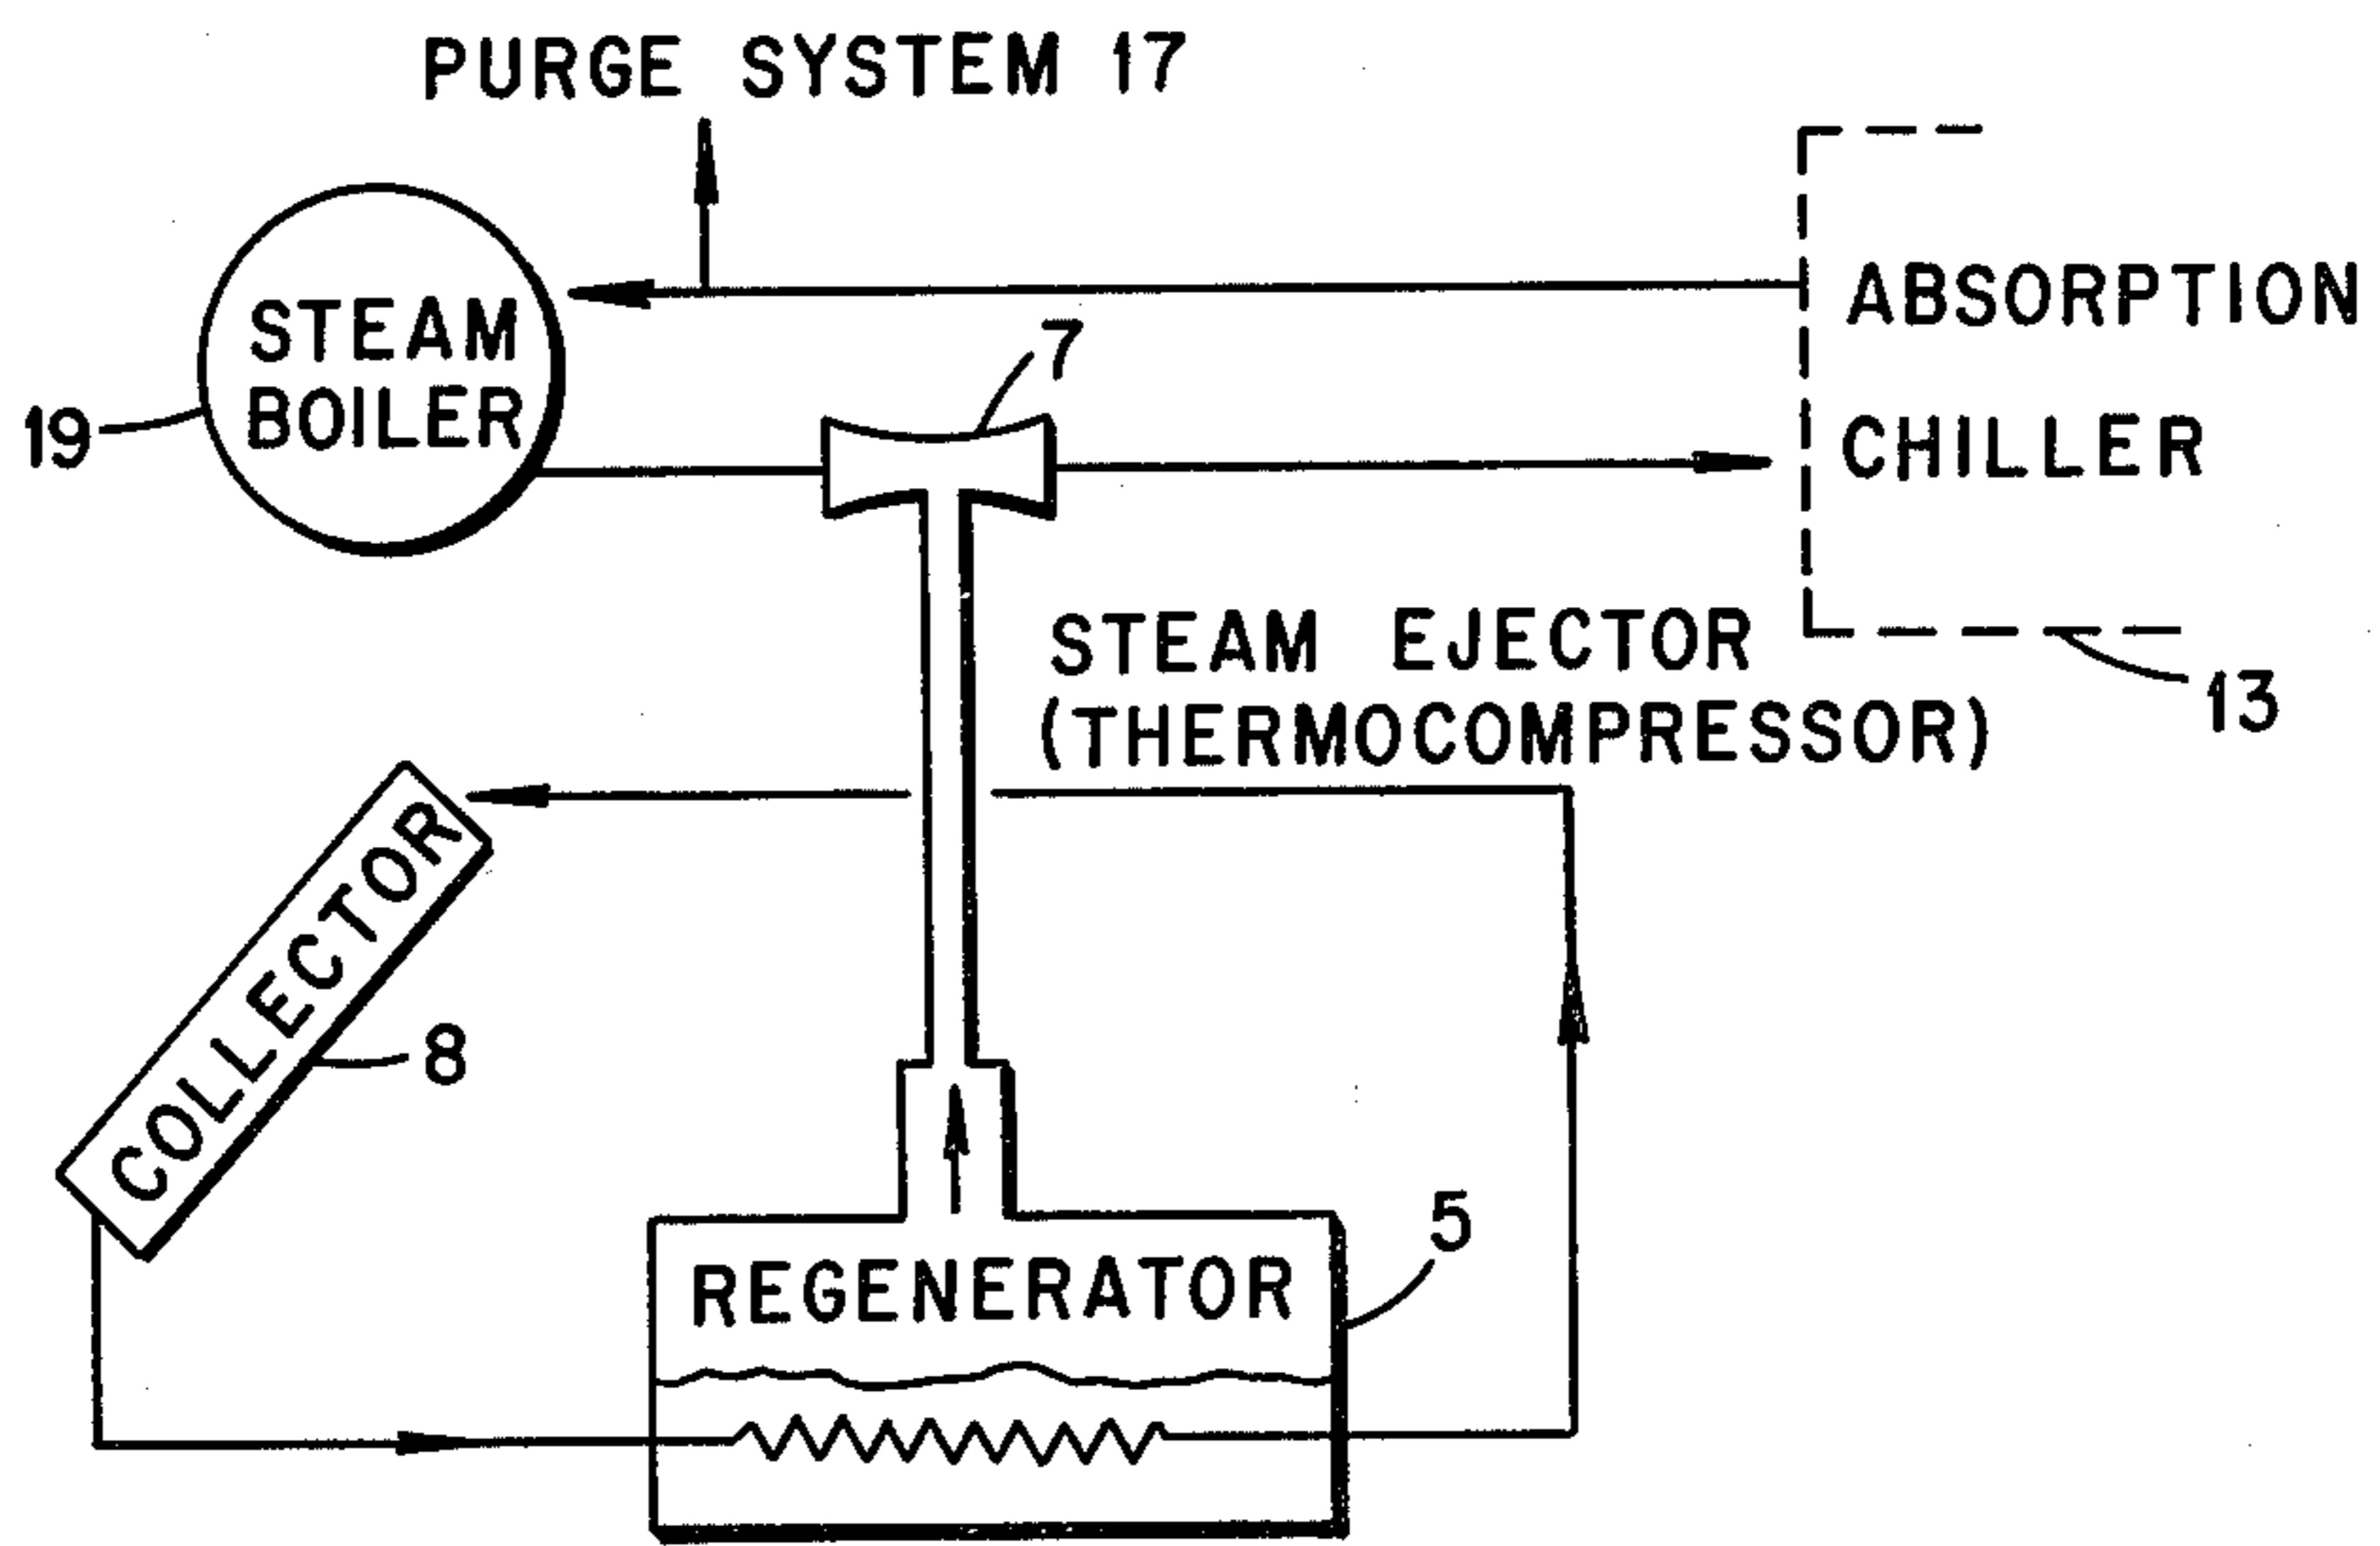 PURGE SYSTEM 17
STEAM
BOILER
19
7
ABSORPTION
CHILLER
13
STEAM EJECTOR
(THERMOCOMPRESSOR)
COLLECTOR
8
5
REGENERATOR